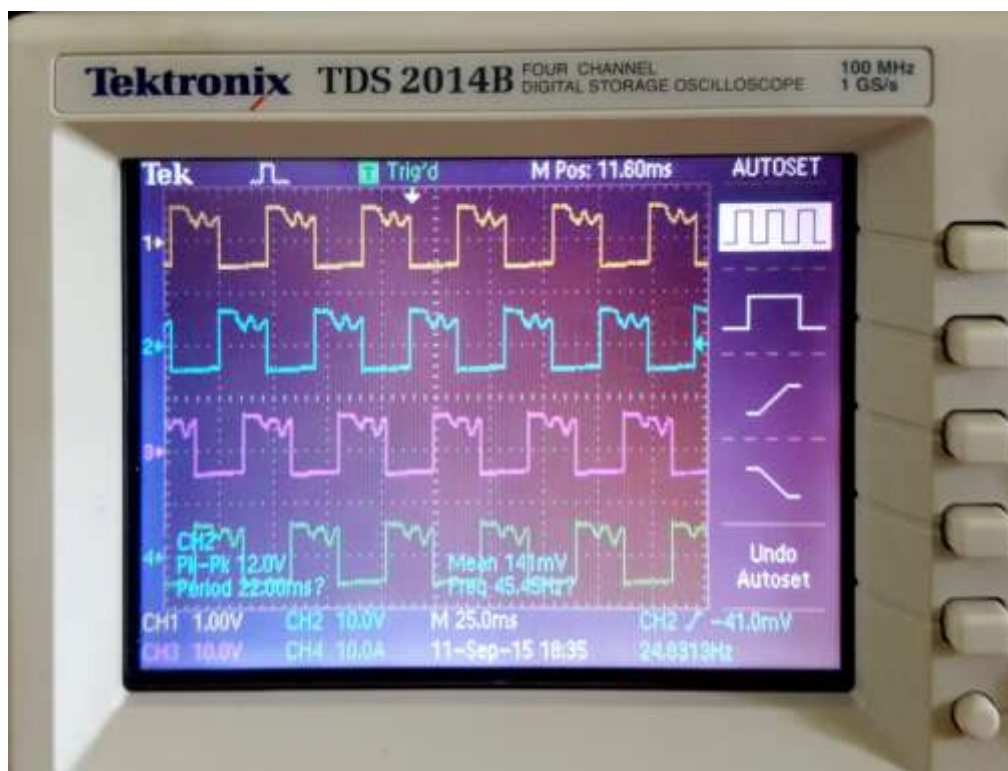 Tektronix TDS 2014B FOUR CHANNEL DIGITAL STORAGE OSCILLOSCOPE 100 MHz 1 GS/s
Tek T Trig'd M Pos: 11.60ms AUTOSET
1
2
3
4
CH2
Pk-Pk 12.0V Mean 141mV
Period 22.00ms? Freq 45.45Hz?
Undo
Autoset
CH1 1.00V CH2 10.0V M 25.0ms CH2 -41.0mV
CH3 10.0V CH4 10.0A 11-Sep-15 18:35